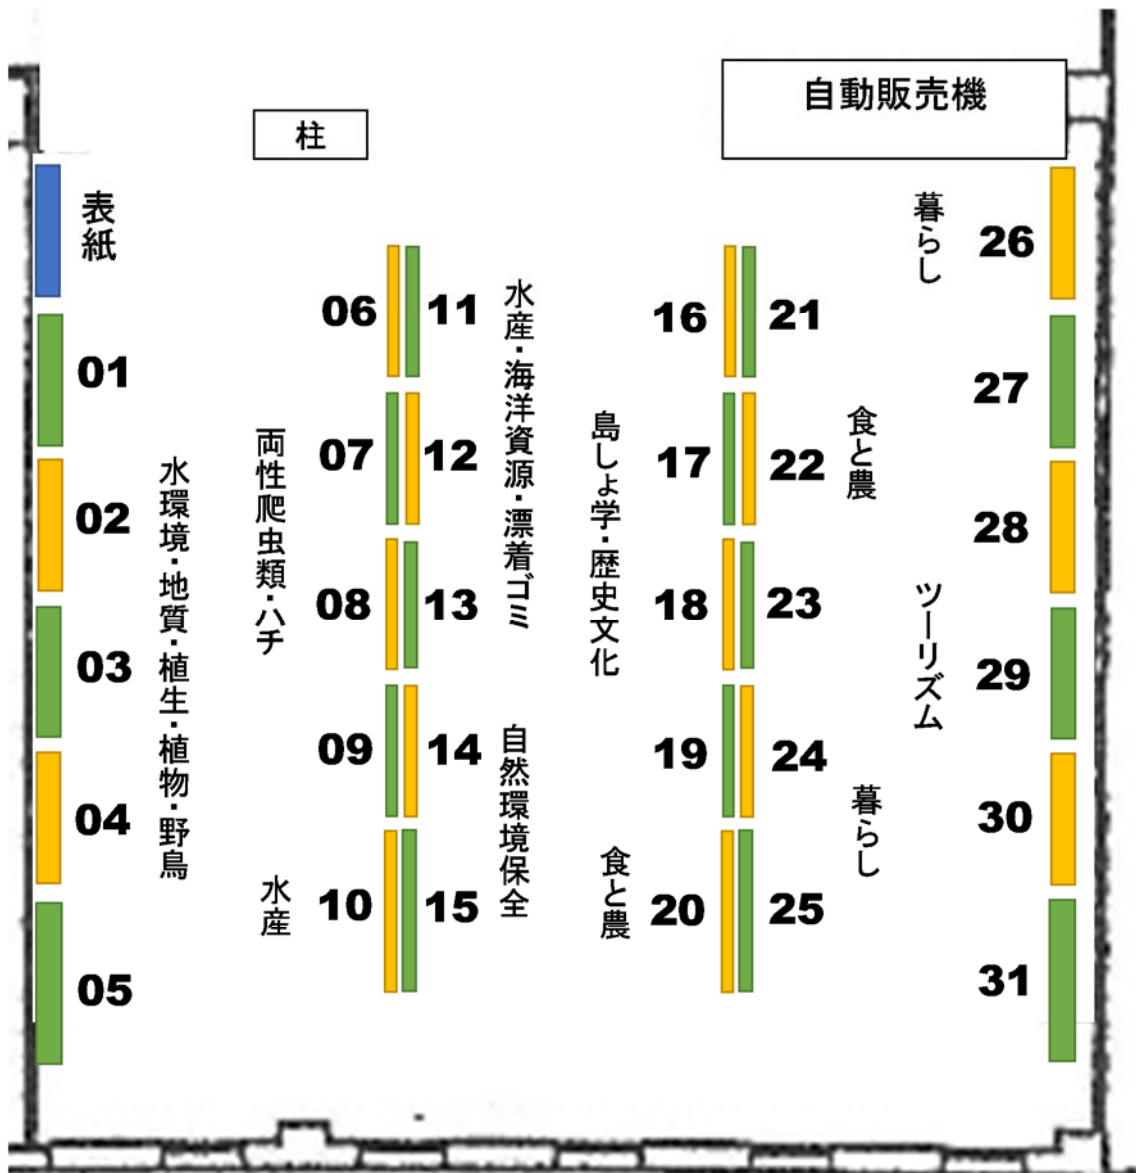 自動販売機
柱
表紙
01
02
03
04
05
水環境・地質・植生・植物・野鳥
両性爬虫類・ハチ
水産
06
07
08
09
10
11
12
13
14
15
水産・海洋資源・漂着ゴミ
自然環境保全
島しょ学・歴史文化
食と農
16
17
18
19
20
21
22
23
24
25
食と農
暮らし
暮らし
ツーリズム
26
27
28
29
30
31